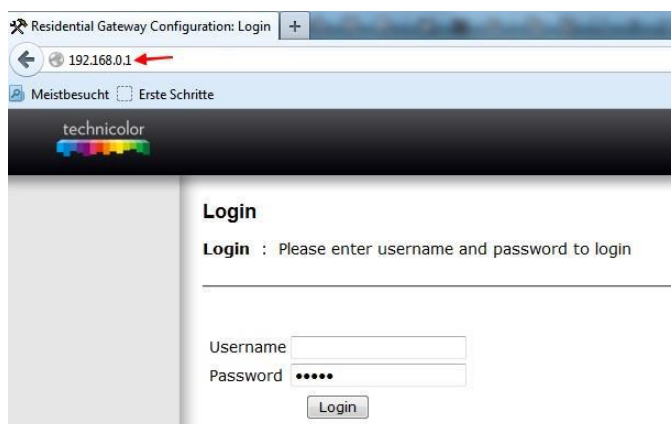 Residential Gateway Configuration: Login +
192.168.0.1
Meistbesucht Erste Schritte
technicolor
Login
Login : Please enter username and password to login
Username
Password •••••
Login